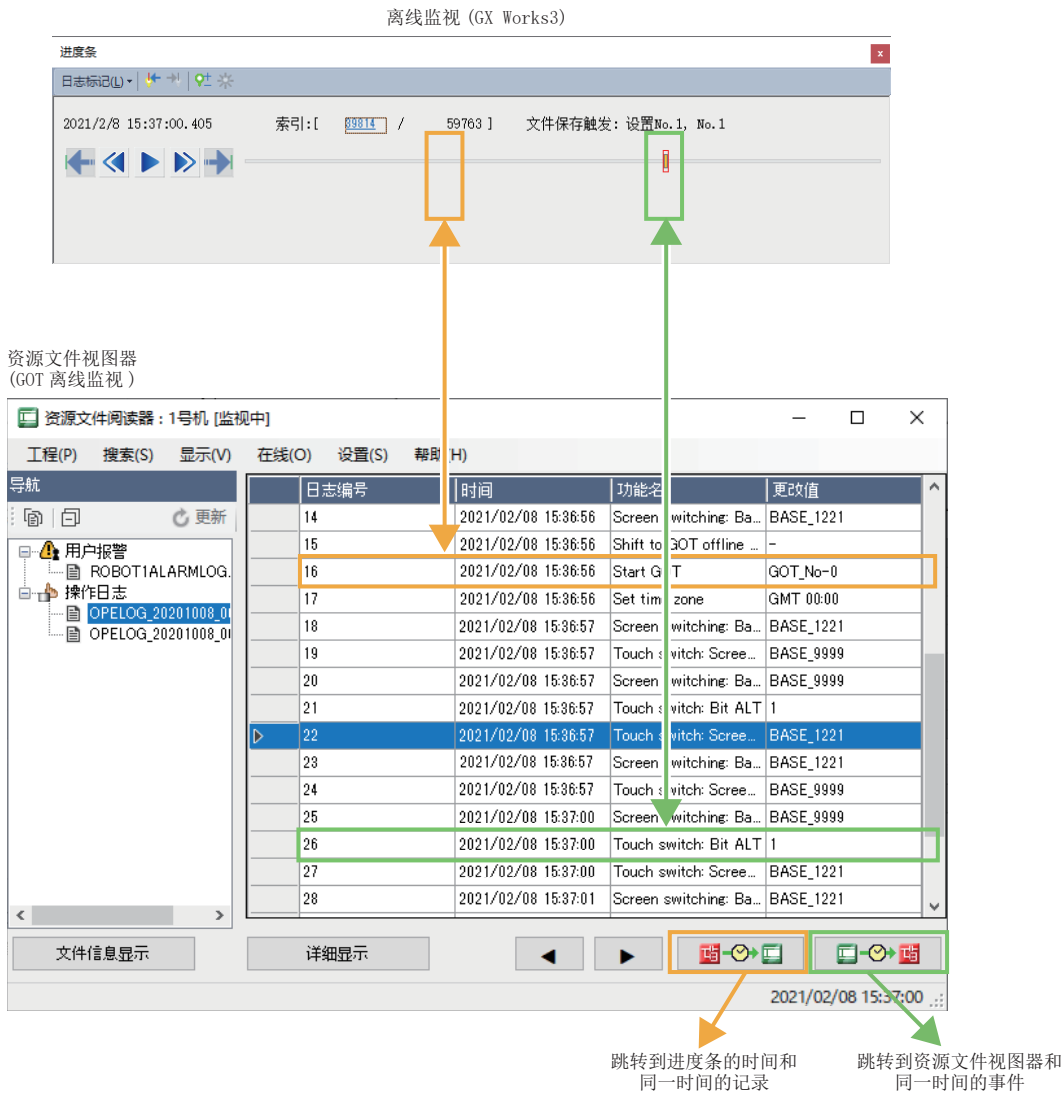 离线监视 (GX Works3)
进度条
日志标记(L)
2021/2/8 15:37:00.405 索引:[ 39814 / 59763 ] 文件保存触发: 设置No.1, No.1
资源文件视图器
(GOT 离线监视 )
资源文件阅读器 : 1号机 [监视中]
工程(P) 搜索(S) 显示(V) 在线(O) 设置(S) 帮助(H)
导航
更新
用户报警
ROBOT1ALARMLOG.
操作日志
OPELOG_20201008_0
OPELOG_20201008_0
日志编号 时间 功能名 更改值
14 2021/02/08 15:36:56 Screen switching: Ba... BASE_1221
15 2021/02/08 15:36:56 Shift to GOT offline ... -
16 2021/02/08 15:36:56 Start GOT GOT_No-0
17 2021/02/08 15:36:56 Set time zone GMT 00:00
18 2021/02/08 15:36:57 Screen switching: Ba... BASE_1221
19 2021/02/08 15:36:57 Touch switch: Scree... BASE_9999
20 2021/02/08 15:36:57 Screen switching: Ba... BASE_9999
21 2021/02/08 15:36:57 Touch switch: Bit ALT 1
22 2021/02/08 15:36:57 Touch switch: Scree... BASE_1221
23 2021/02/08 15:36:57 Screen switching: Ba... BASE_1221
24 2021/02/08 15:36:57 Touch switch: Scree... BASE_9999
25 2021/02/08 15:37:00 Screen switching: Ba... BASE_9999
26 2021/02/08 15:37:00 Touch switch: Bit ALT 1
27 2021/02/08 15:37:00 Touch switch: Scree... BASE_1221
28 2021/02/08 15:37:01 Screen switching: Ba... BASE_1221
文件信息显示 详细显示
2021/02/08 15:37:00
跳转到进度条的时间和
同一时间的记录
跳转到资源文件视图器和
同一时间的事件